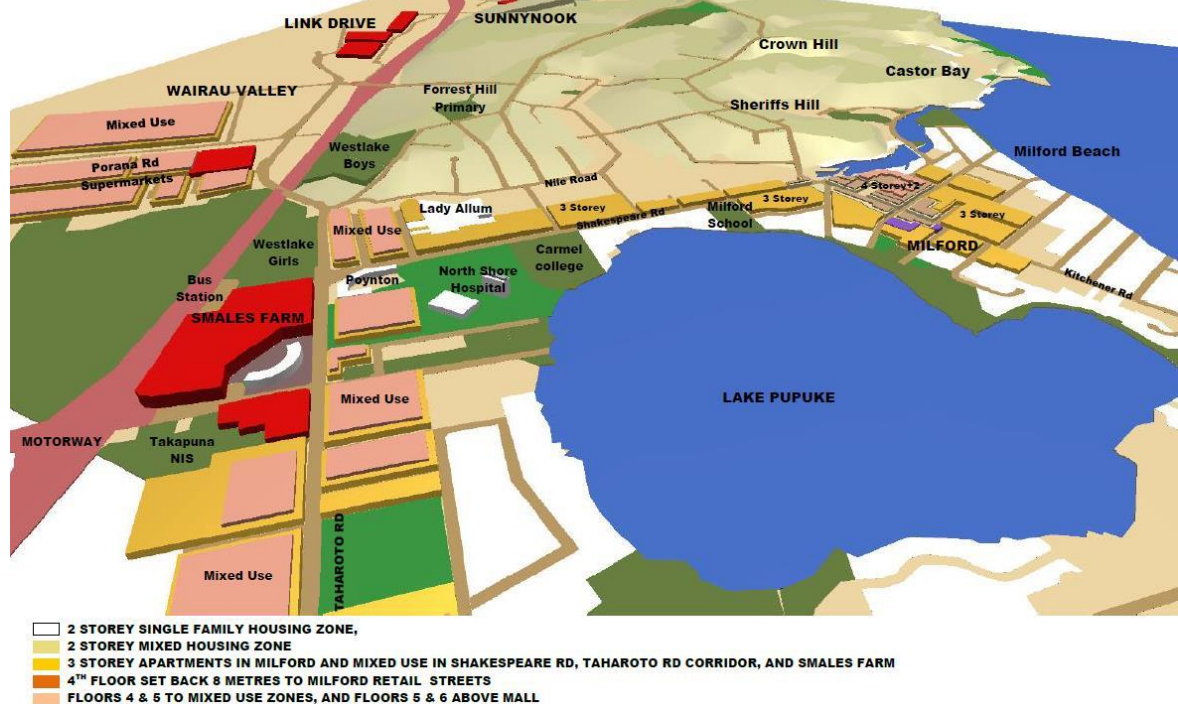 SUNNYNOOK
LINK DRIVE
Crown Hill
Castor Bay
WAIRAU VALLEY
Forrest Hill
Primary
Sheriffs Hill
Mixed Use
Westlake
Boys
Milford Beach
Porana Rd
Supermarkets
Nile Road
4 Storey+2
Lady Allum
3 Storey
Shakespeare Rd
Milford
School
3 Storey
3 Storey
Mixed Use
MILFORD
Westlake
Girls
Carmel
college
Bus
Station
Poynton
North Shore
Hospital
Kitchener Rd
SMALES FARM
Mixed Use
LAKE PUPUKE
MOTORWAY
Takapuna
NIS
TAHAROTO RD
Mixed Use
2 STOREY SINGLE FAMILY HOUSING ZONE,
2 STOREY MIXED HOUSING ZONE
3 STOREY APARTMENTS IN MILFORD AND MIXED USE IN SHAKESPEARE RD, TAHAROTO RD CORRIDOR, AND SMALES FARM
4TH FLOOR SET BACK 8 METRES TO MILFORD RETAIL STREETS
FLOORS 4 & 5 TO MIXED USE ZONES, AND FLOORS 5 & 6 ABOVE MALL